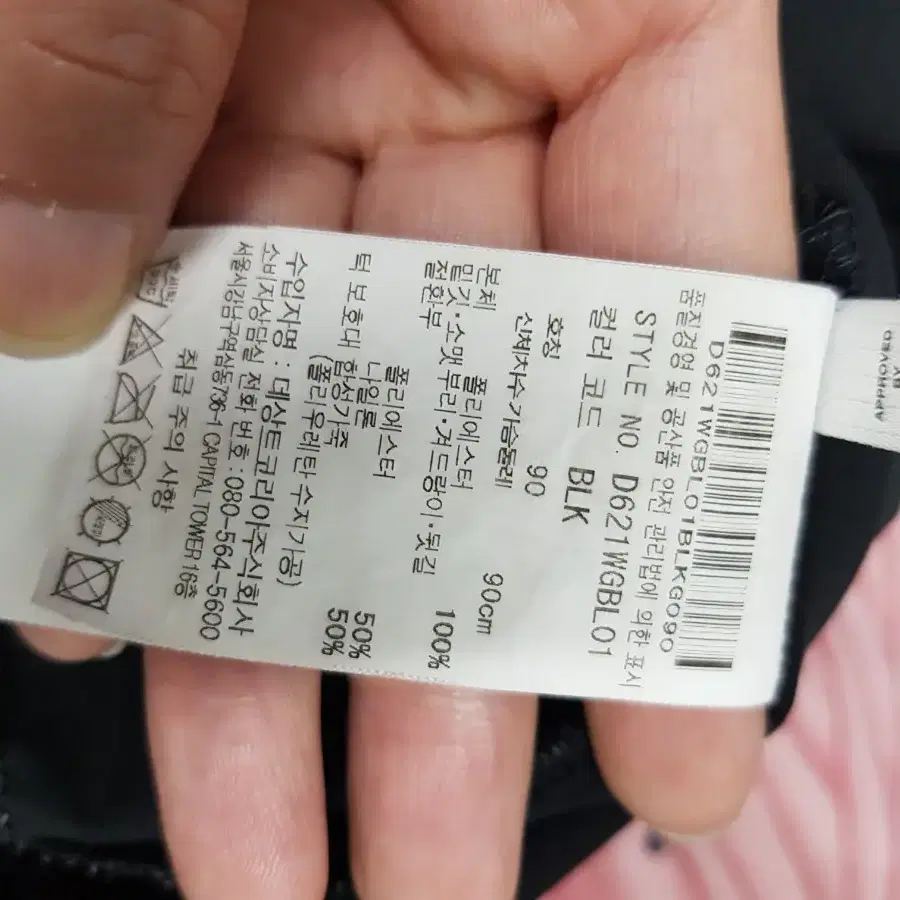 D621WGBL01BLKG090
품질경영 및 공산품 안전 관리법에 의한 표시
STYLE NO. D621WGBL01
컬러 코드 BLK
호칭 90
신체치수가슴둘레 90cm
본체 폴리에스터
밑깃·소맷부리·겨드랑이·뒷길
절환부 폴리에스터 100%
나일론 50%
턱 보호대 합성가죽 50%
(폴리우레탄 수지가공)
수입자명 : 데상트코리아주식회사
소비자상담실 전화 번호 : 080-564-5600
서울시강남구역삼동736-1 CAPITAL TOWER 16층
취급 주의 사항
APPROVED
BY